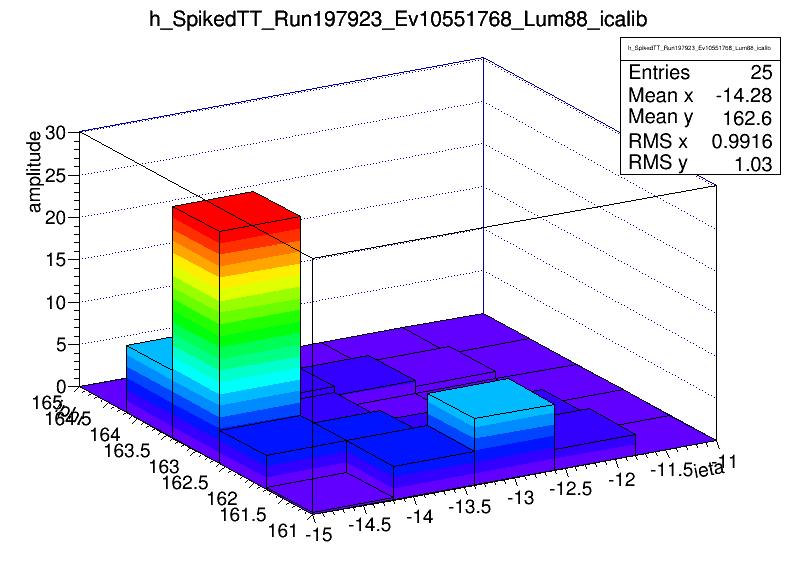 h_SpikedTT_Run197923_Ev10551768_Lum88_icalib
h_SpikedTT_Run197923_Ev10551768_Lum88_icalib
Entries 25
Mean x -14.28
Mean y 162.6
RMS x 0.9916
RMS y 1.03
amplitude
30
25
20
15
10
5
0
165
164.5
164
163.5
163
162.5
162
161.5
161
-15
-14.5
-14
-13.5
-13
-12.5
-12
-11.5
-11
ieta